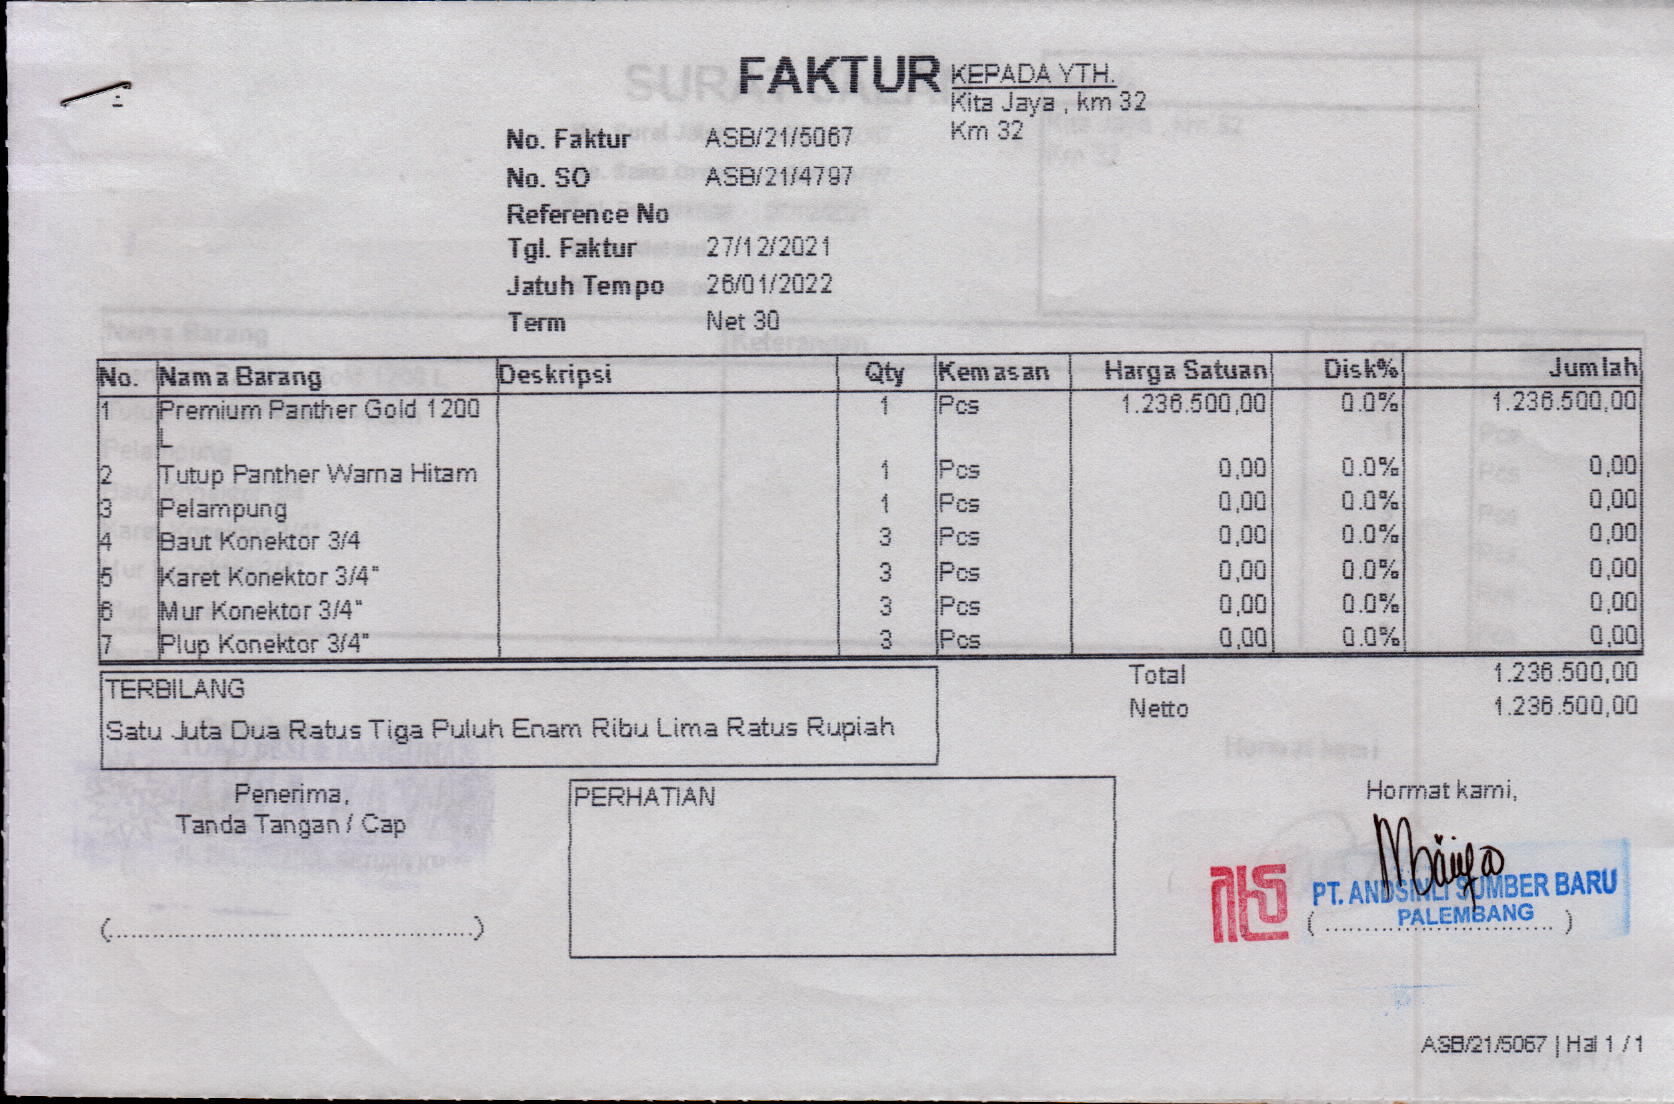 FAKTUR
KEPADA YTH.
Kita Jaya , km 32
Km 32
No. Faktur ASB/21/5067
No. SO ASB/21/4797
Reference No
Tgl. Faktur 27/12/2021
Jatuh Tempo 26/01/2022
Term Net 30
No. Nama Barang Deskripsi Qty Kemasan Harga Satuan Disk% Jumlah
1 Premium Panther Gold 1200 1 Pcs 1.236.500,00 0.0% 1.236.500,00
L
2 Tutup Panther Warna Hitam 1 Pcs 0,00 0.0% 0,00
3 Pelampung 1 Pcs 0,00 0.0% 0,00
4 Baut Konektor 3/4 3 Pcs 0,00 0.0% 0,00
5 Karet Konektor 3/4" 3 Pcs 0,00 0.0% 0,00
6 Mur Konektor 3/4" 3 Pcs 0,00 0.0% 0,00
7 Plup Konektor 3/4" 3 Pcs 0,00 0.0% 0,00
Total 1.236.500,00
Netto 1.236.500,00
TERBILANG
Satu Juta Dua Ratus Tiga Puluh Enam Ribu Lima Ratus Rupiah
Penerima,
Tanda Tangan / Cap
(................................................)
PERHATIAN
Hormat kami,
PT. ANDSINLI SUMBER BARU
PALEMBANG
(..............................)
ASB/21/5067 | Hal 1 / 1